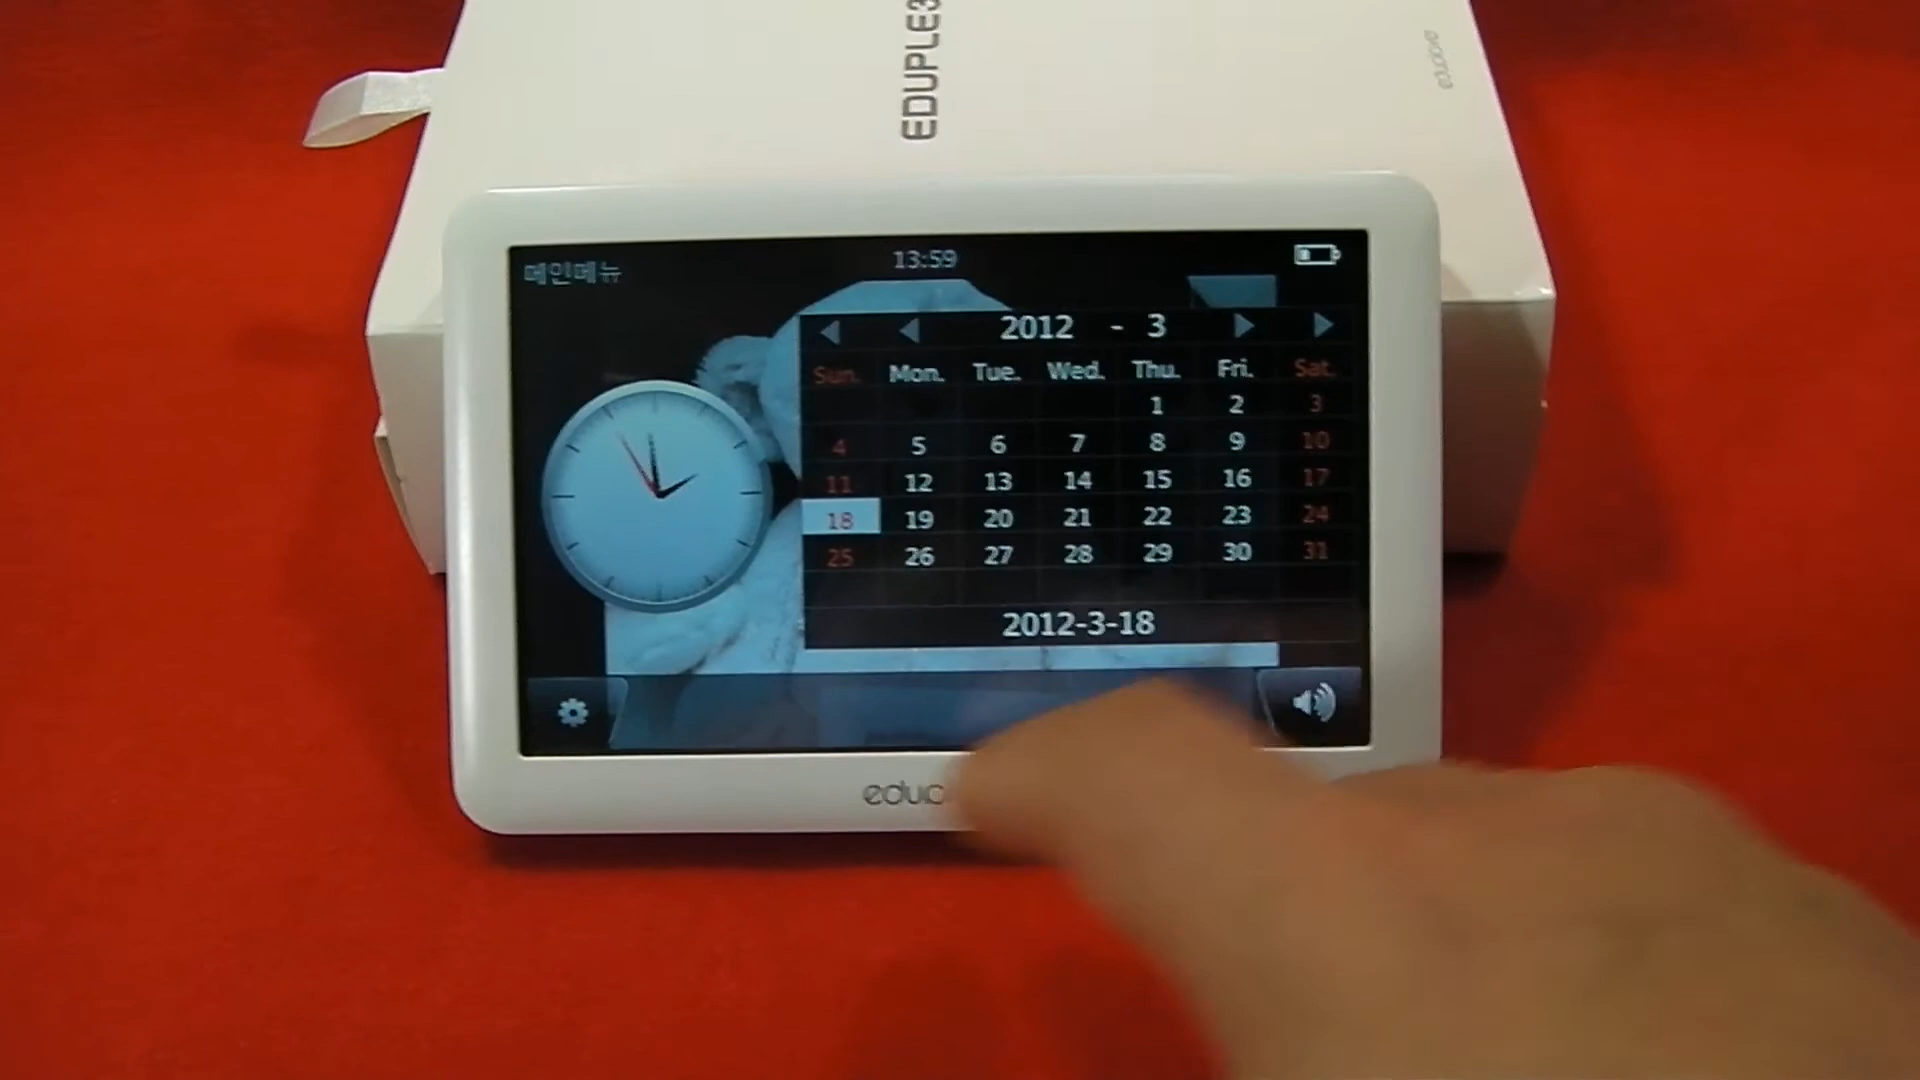 EDUPLE3
메인메뉴
13:59
2012 - 3
Sun. Mon. Tue. Wed. Thu. Fri. Sat.
1 2 3
4 5 6 7 8 9 10
11 12 13 14 15 16 17
18 19 20 21 22 23 24
25 26 27 28 29 30 31
2012-3-18